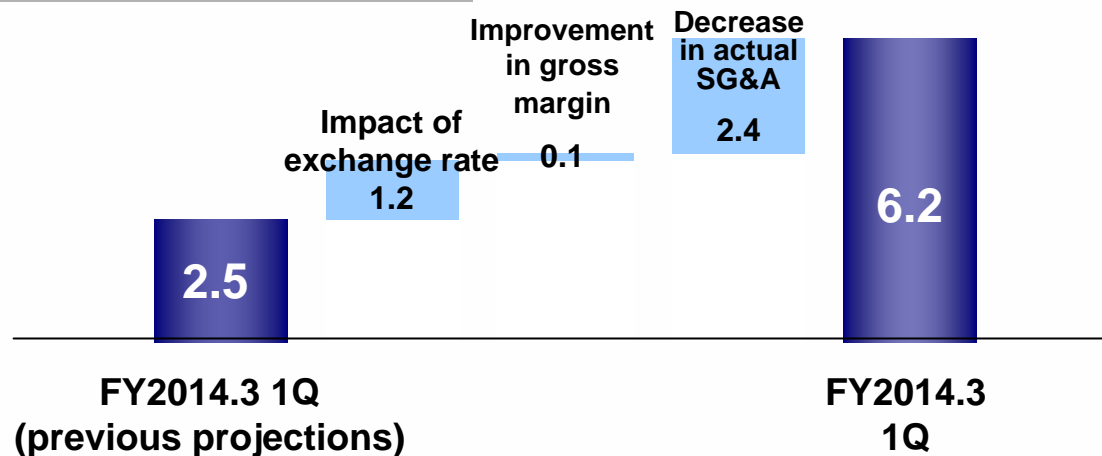 Improvement
in gross
margin
0.1
Decrease
in actual
SG&A
2.4
Impact of
exchange rate
1.2
2.5
6.2
FY2014.3 1Q
(previous projections)
FY2014.3
1Q